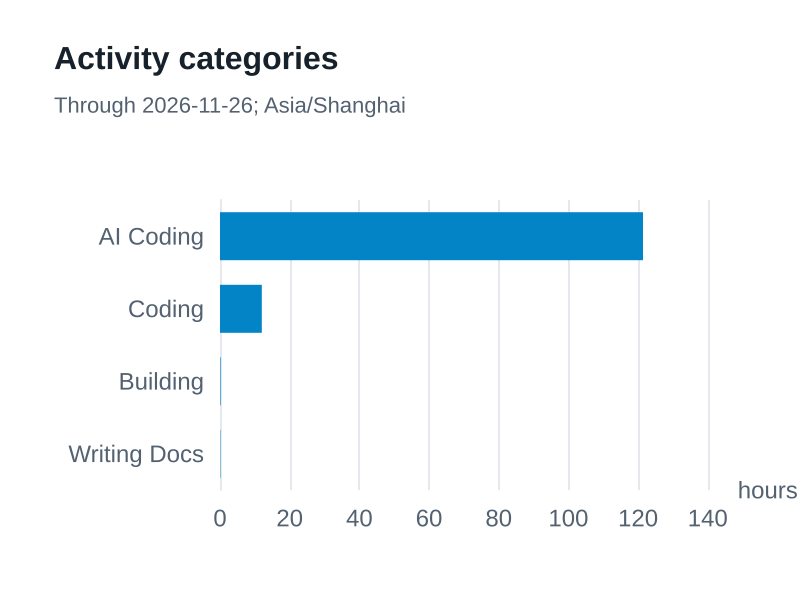 Activity categories
Through 2026-11-26; Asia/Shanghai
AI Coding
Coding
Building
Writing Docs
hours
0 20 40 60 80 100 120 140